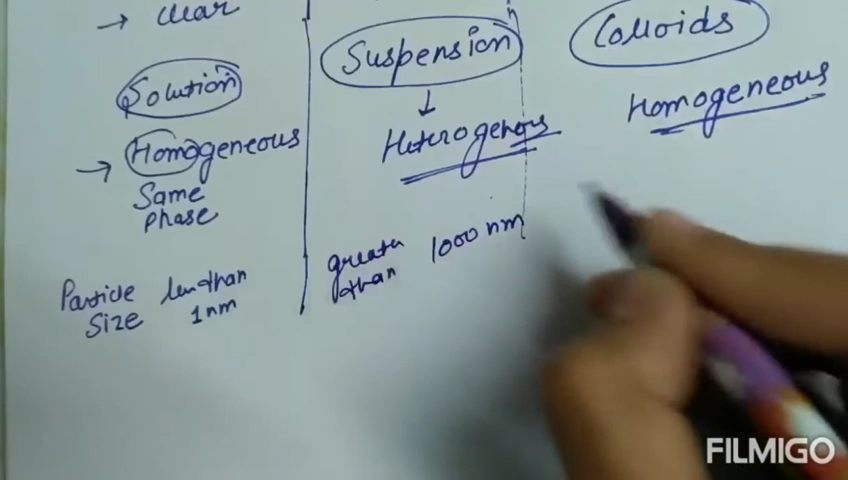 → Clear
Solution
→ Homogeneous
Same
phase
Particle less than
Size 1nm
Suspension
↓
Heterogenous
greater
than 1000 nm
Colloids
Homogeneous
FILMIGO